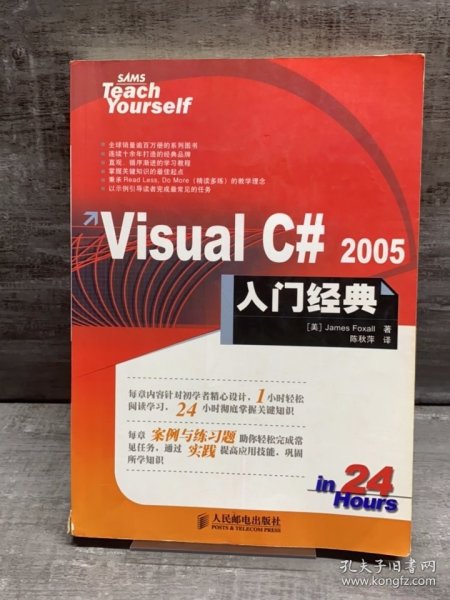 SAMS
Teach
Yourself
全球销量逾百万册的系列图书
连续十余年打造的经典品牌
直观、循序渐进的学习教程
掌握关键知识的最佳起点
秉承 Read Less, Do More（精读多练）的教学理念
以示例引导读者完成最常见的任务
Visual C# 2005
入门经典
[美] James Foxall 著
陈秋萍 译
每章内容针对初学者精心设计，1小时轻松
阅读学习，24 小时彻底掌握关键知识
每章 案例与练习题 助你轻松完成常
见任务，通过 实践 提高应用技能，巩固
所学知识
in 24
Hours
人民邮电出版社
POSTS & TELECOM PRESS
孔夫子旧书网
www.kongfz.com